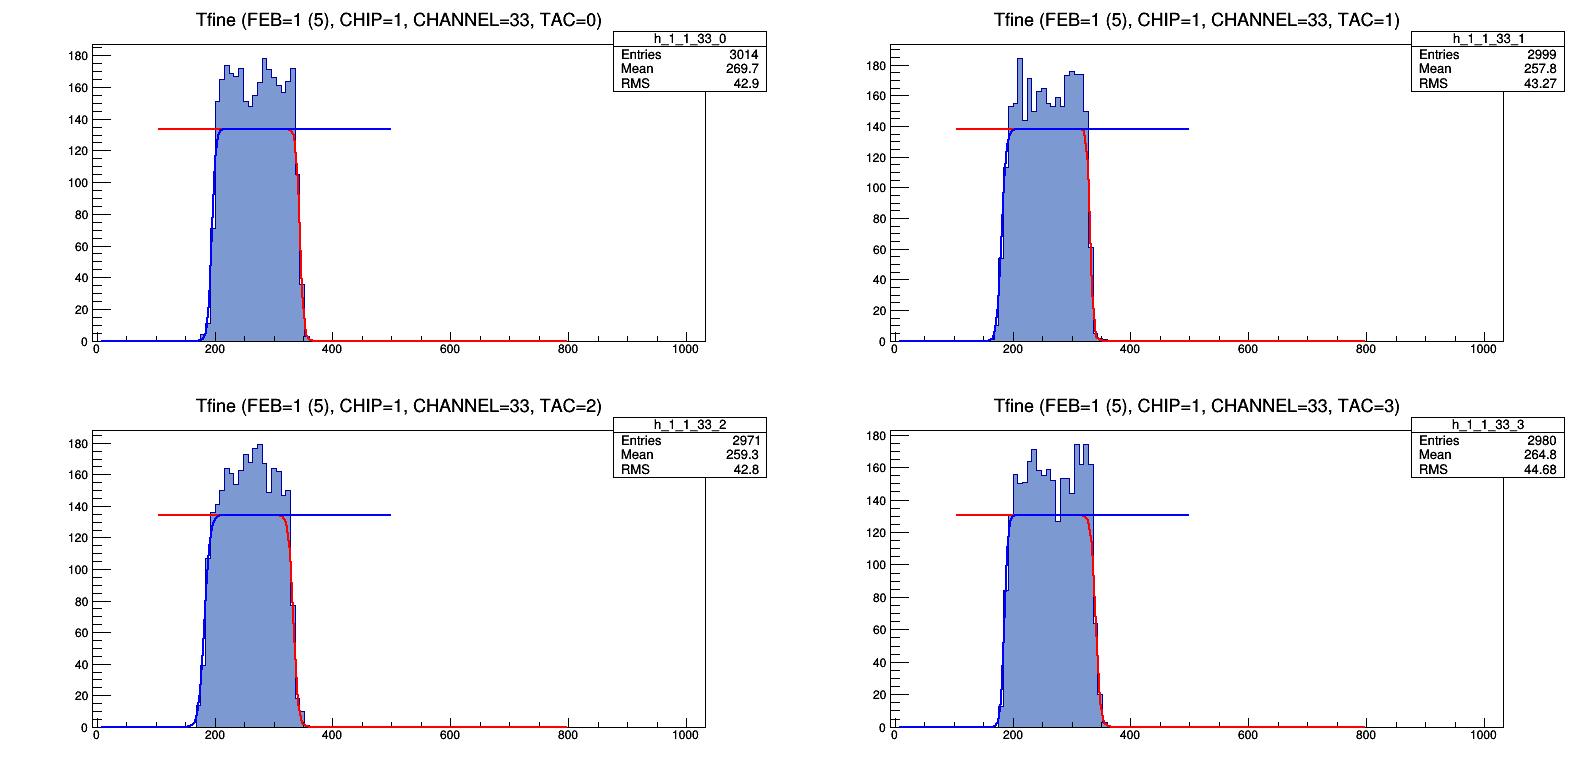 Tfine (FEB=1 (5), CHIP=1, CHANNEL=33, TAC=0)
h_1_1_33_0
Entries 3014
Mean 269.7
RMS 42.9
180
160
140
120
100
80
60
40
20
0
0 200 400 600 800 1000
Tfine (FEB=1 (5), CHIP=1, CHANNEL=33, TAC=1)
h_1_1_33_1
Entries 2999
Mean 257.8
RMS 43.27
180
160
140
120
100
80
60
40
20
0
0 200 400 600 800 1000
Tfine (FEB=1 (5), CHIP=1, CHANNEL=33, TAC=2)
h_1_1_33_2
Entries 2971
Mean 259.3
RMS 42.8
180
160
140
120
100
80
60
40
20
0
0 200 400 600 800 1000
Tfine (FEB=1 (5), CHIP=1, CHANNEL=33, TAC=3)
h_1_1_33_3
Entries 2980
Mean 264.8
RMS 44.68
180
160
140
120
100
80
60
40
20
0
0 200 400 600 800 1000